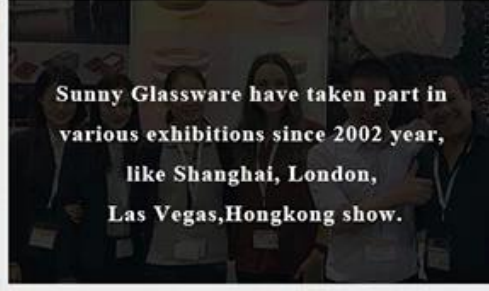 Sunny Glassware have taken part in
various exhibitions since 2002 year,
like Shanghai, London,
Las Vegas,Hongkong show.